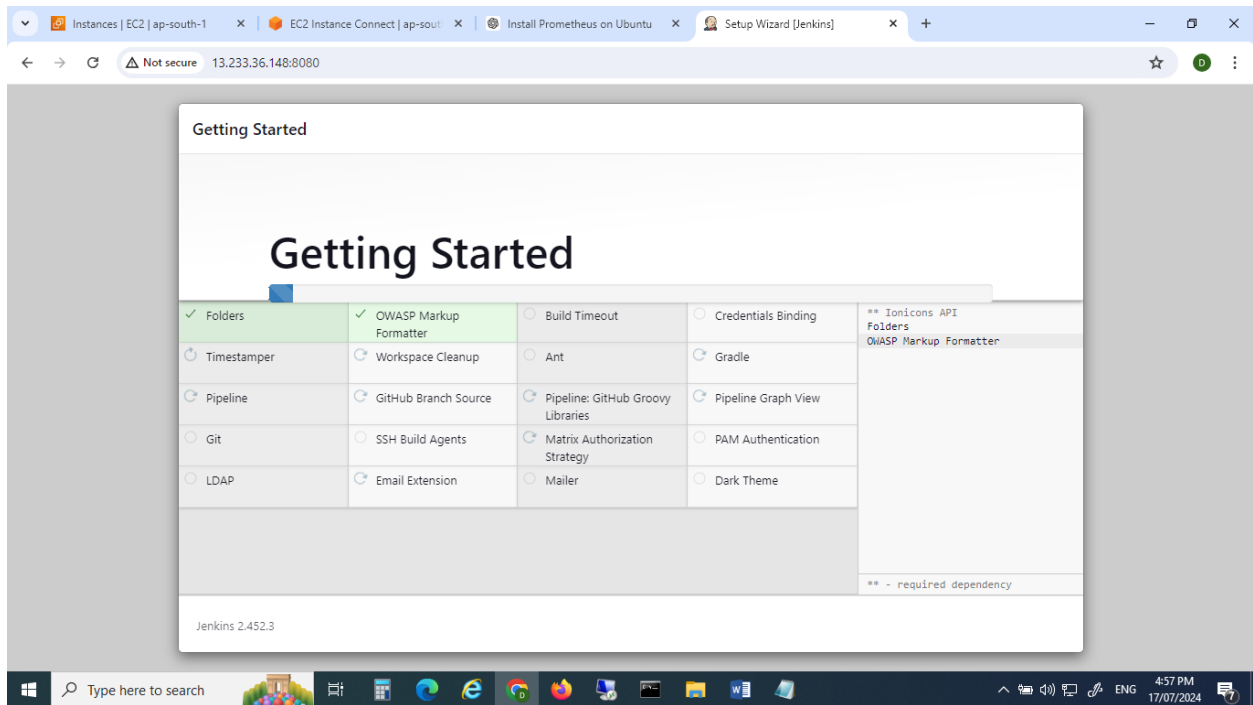 Instances | EC2 | ap-south-1
EC2 Instance Connect | ap-sout
Install Prometheus on Ubuntu
Setup Wizard [Jenkins]
Not secure 13.233.36.148:8080
D
Getting Started
Getting Started
Folders
OWASP Markup
Formatter
Build Timeout
Credentials Binding
Timestamper
Workspace Cleanup
Ant
Gradle
Pipeline
GitHub Branch Source
Pipeline: GitHub Groovy
Libraries
Pipeline Graph View
Git
SSH Build Agents
Matrix Authorization
Strategy
PAM Authentication
LDAP
Email Extension
Mailer
Dark Theme
** Ionicons API
Folders
OWASP Markup Formatter
** - required dependency
Jenkins 2.452.3
Type here to search
ENG
4:57 PM
17/07/2024
7